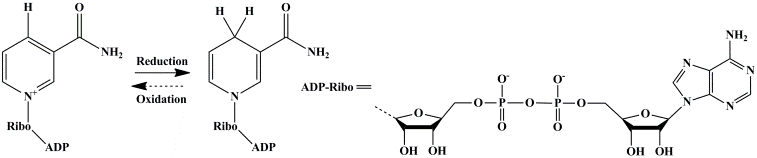 H O
NH₂
N⁺
Ribo
ADP
Reduction
Oxidation
H H O
NH₂
N
Ribo
ADP
ADP-Ribo
O
OH OH
O
O⁻
P
O
O
O⁻
P
O
O
O
OH OH
NH₂
N
N
N
N